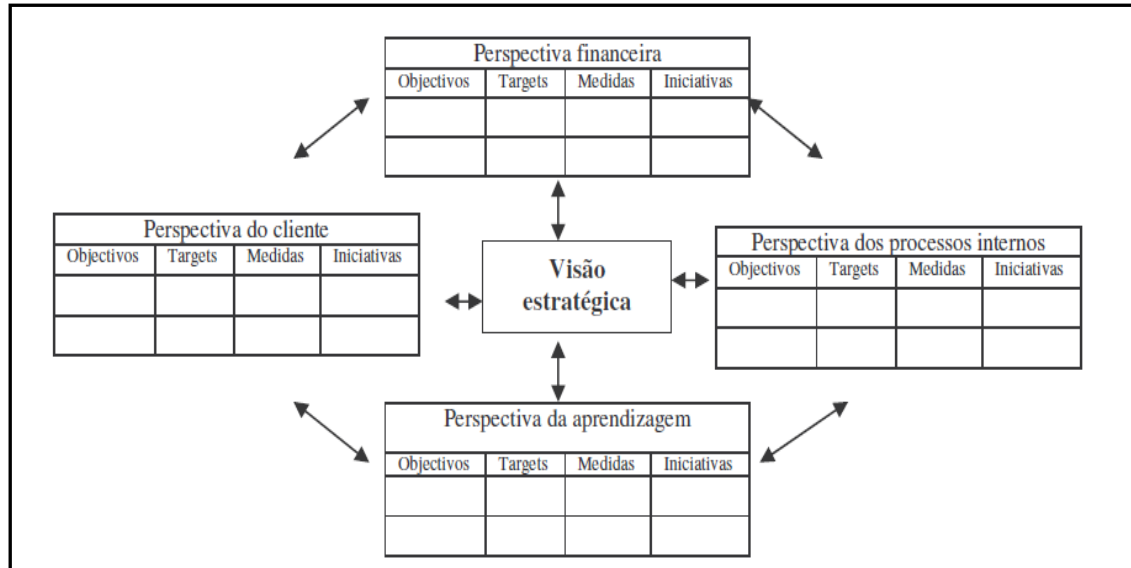 Perspectiva financeira
Objectivos Targets Medidas Iniciativas
Perspectiva do cliente
Objectivos Targets Medidas Iniciativas
Visão
estratégica
Perspectiva dos processos internos
Objectivos Targets Medidas Iniciativas
Perspectiva da aprendizagem
Objectivos Targets Medidas Iniciativas